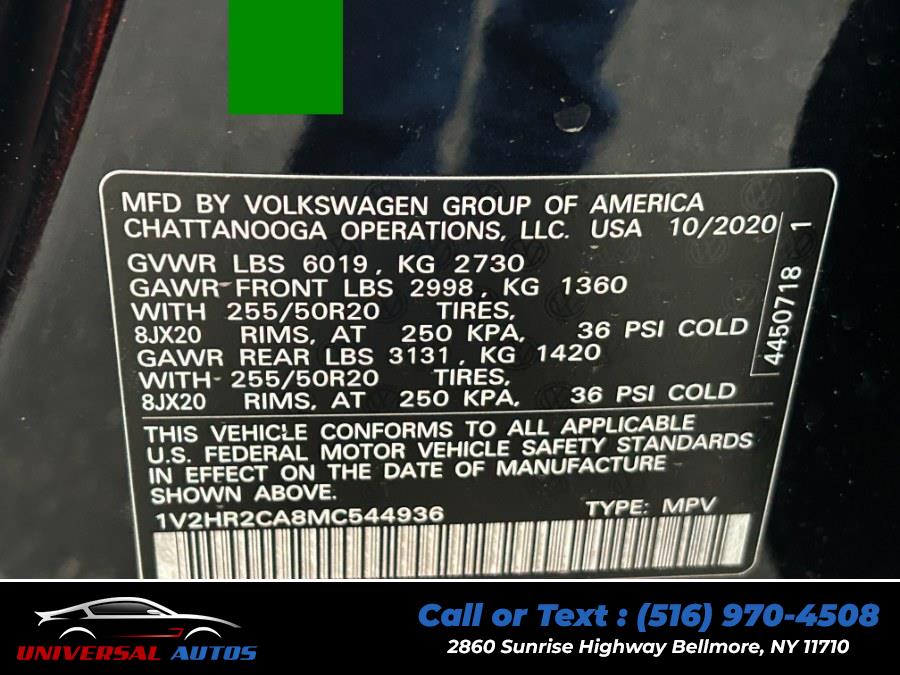 MFD BY VOLKSWAGEN GROUP OF AMERICA
CHATTANOOGA OPERATIONS, LLC. USA 10/2020
GVWR LBS 6019, KG 2730
GAWR FRONT LBS 2998, KG 1360
WITH 255/50R20 TIRES,
8JX20 RIMS, AT 250 KPA, 36 PSI COLD
GAWR REAR LBS 3131, KG 1420
WITH 255/50R20 TIRES,
8JX20 RIMS, AT 250 KPA, 36 PSI COLD
4450718 1
THIS VEHICLE CONFORMS TO ALL APPLICABLE
U.S. FEDERAL MOTOR VEHICLE SAFETY STANDARDS
IN EFFECT ON THE DATE OF MANUFACTURE
SHOWN ABOVE.
1V2HR2CA8MC544936 TYPE: MPV
UNIVERSAL AUTOS
Call or Text : (516) 970-4508
2860 Sunrise Highway Bellmore, NY 11710